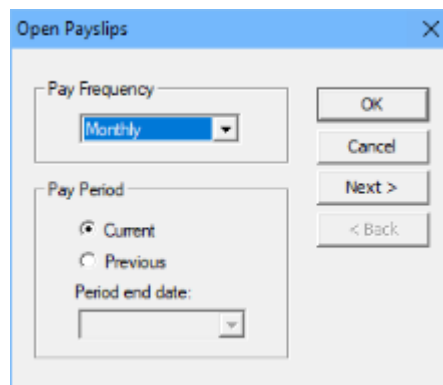 Open Payslips
Pay Frequency
Monthly
OK
Cancel
Next >
< Back
Pay Period
Current
Previous
Period end date: